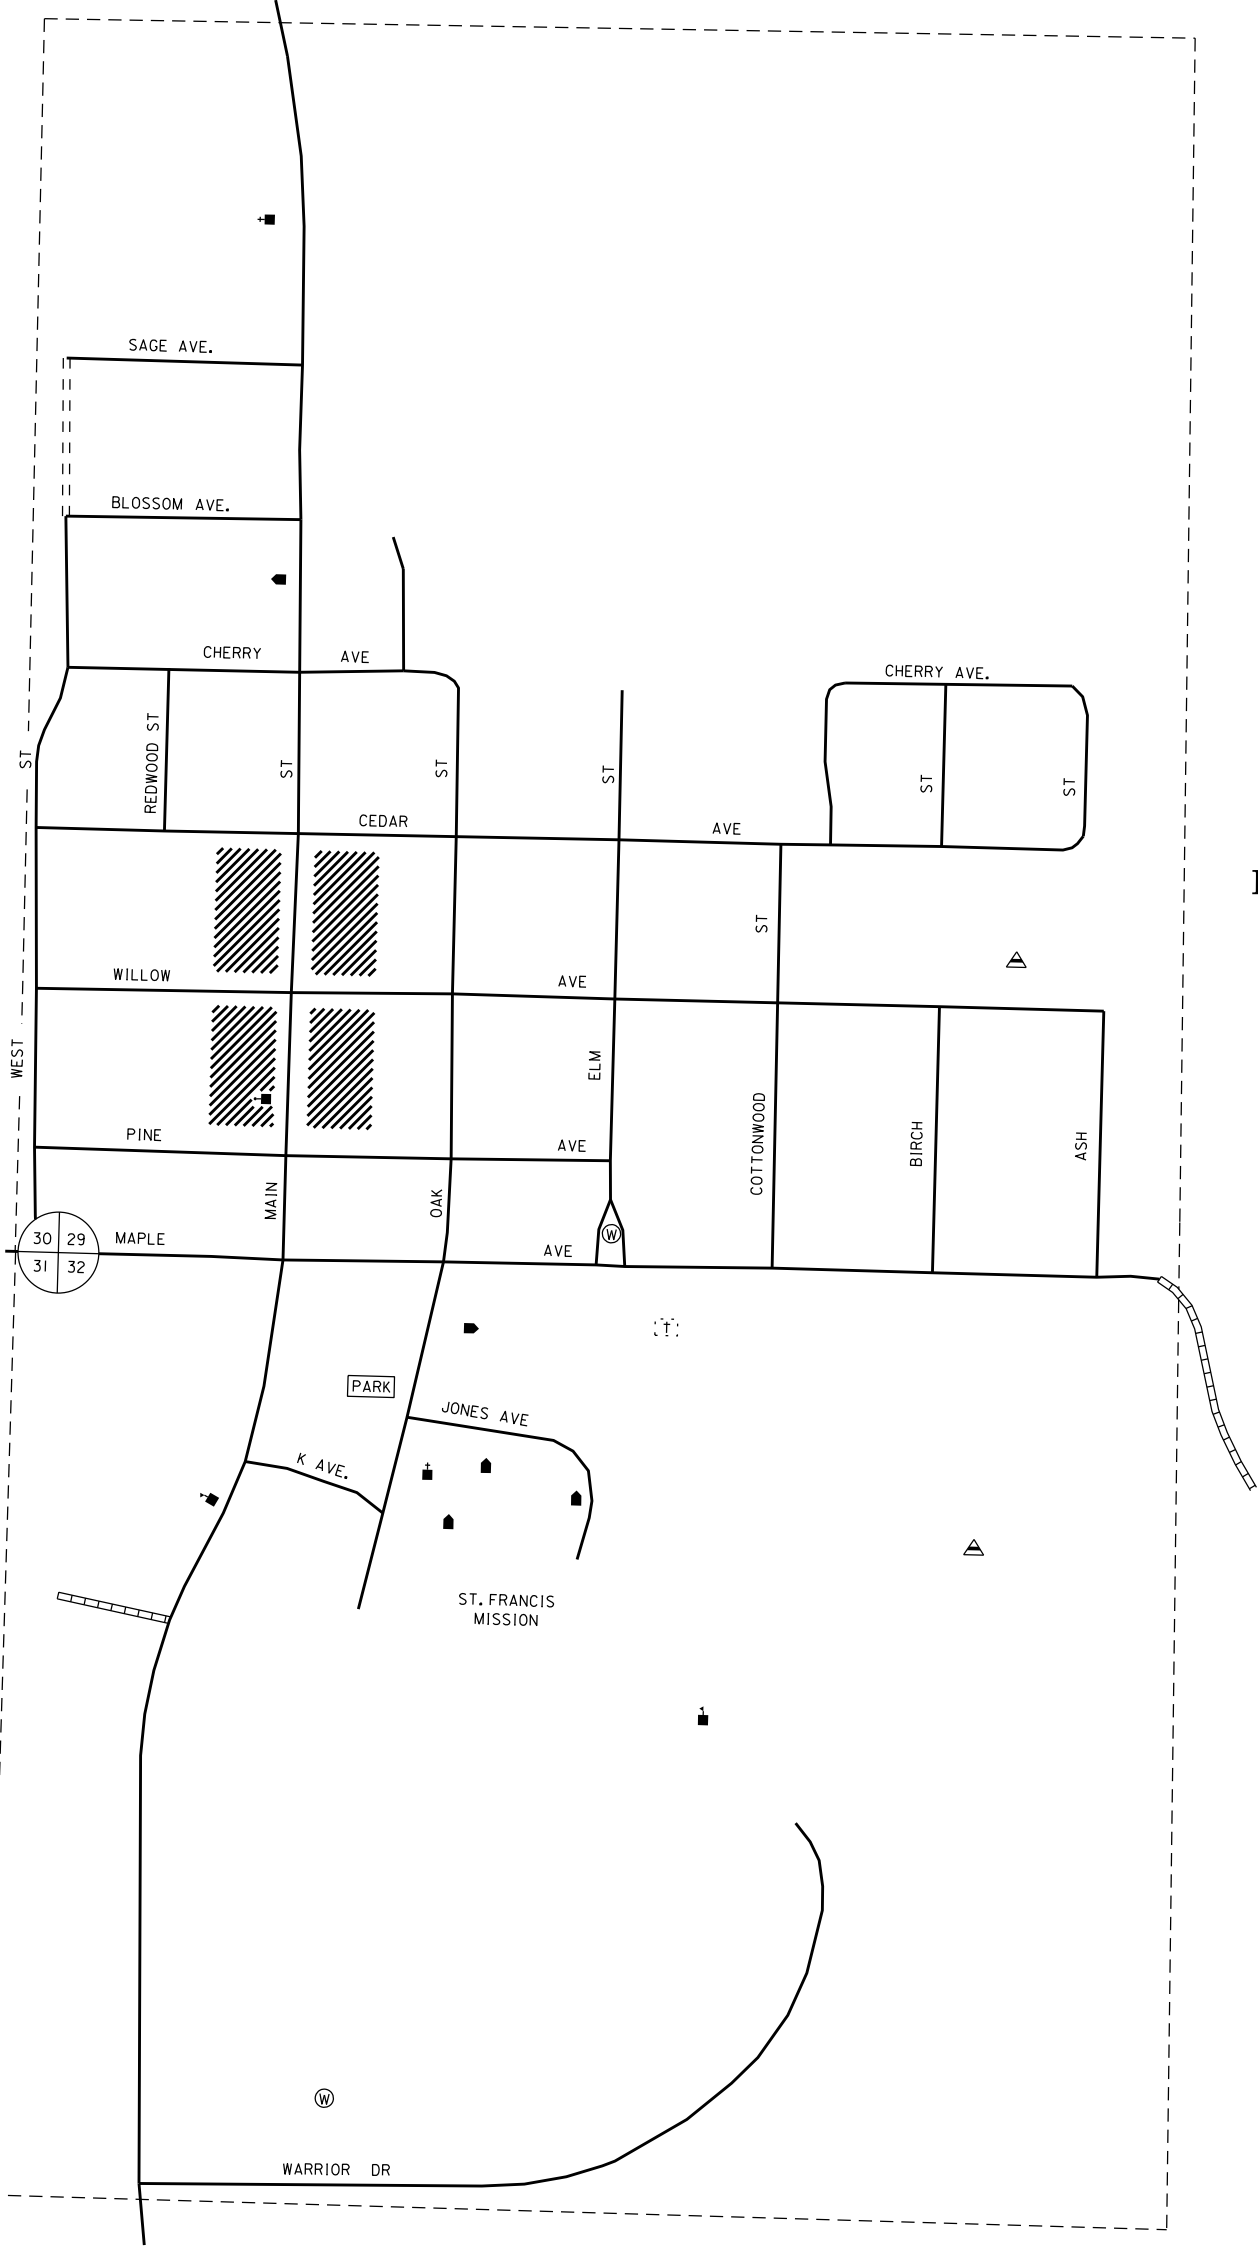 SAGE AVE.
BLOSSOM AVE.
CHERRY AVE
CHERRY AVE.
REDWOOD ST
ST
ST
ST
ST
ST
ST
CEDAR AVE
ST
WILLOW AVE
WEST
ELM
COTTONWOOD
BIRCH
ASH
PINE AVE
MAIN
OAK
30 29
31 32
MAPLE AVE
W
†
PARK
JONES AVE
K AVE.
ST. FRANCIS
MISSION
W
WARRIOR DR
]